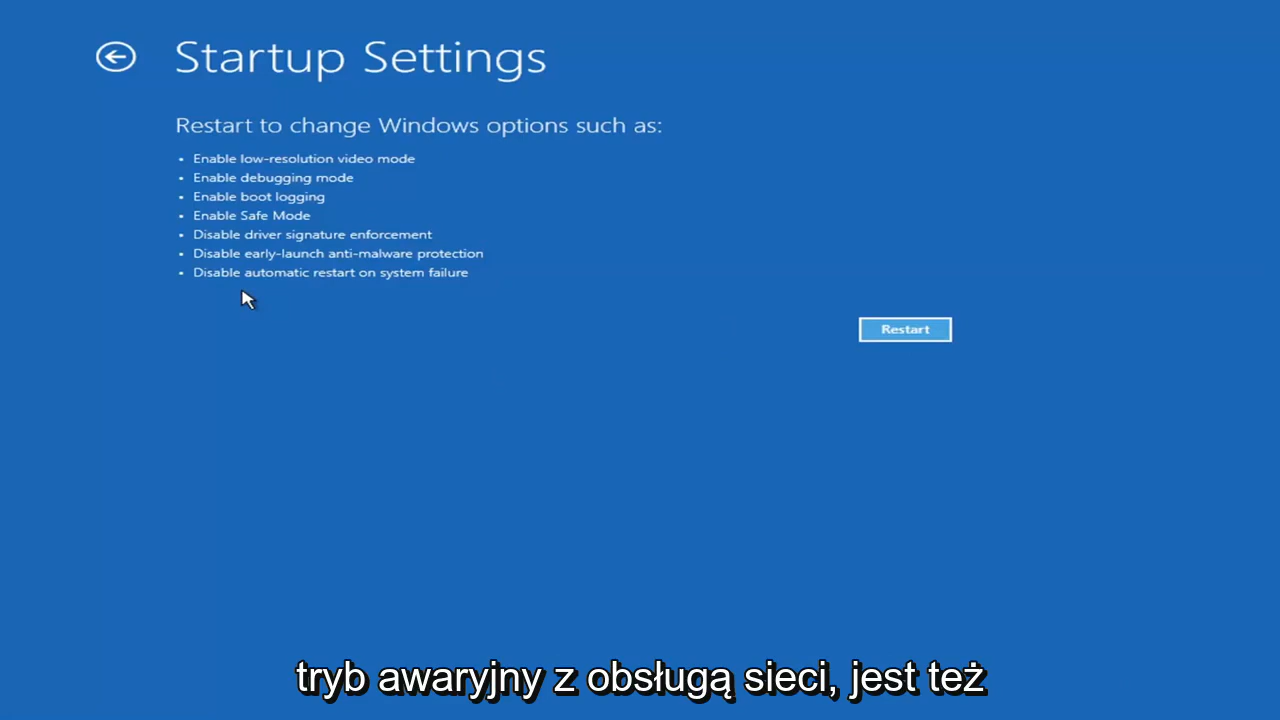 Startup Settings
Restart to change Windows options such as:
• Enable low-resolution video mode
• Enable debugging mode
• Enable boot logging
• Enable Safe Mode
• Disable driver signature enforcement
• Disable early-launch anti-malware protection
• Disable automatic restart on system failure
Restart
tryb awaryjny z obsługą sieci, jest też